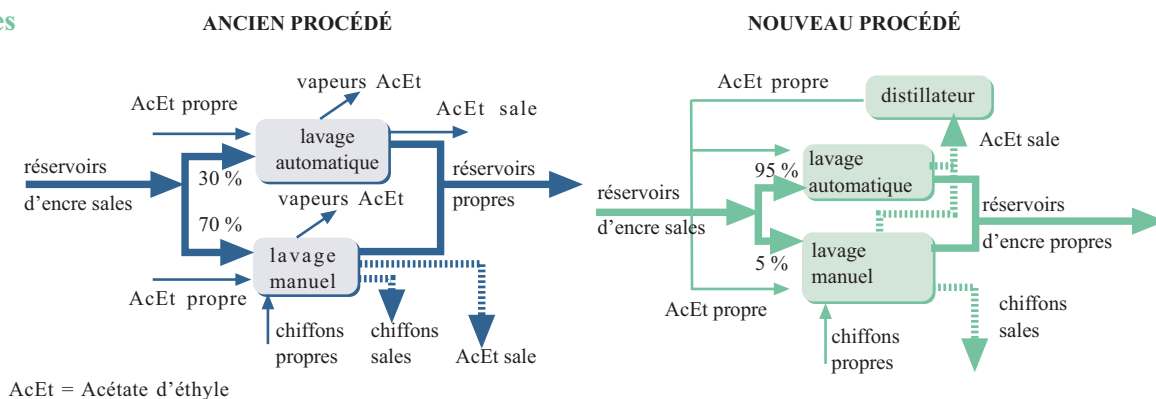 es
ANCIEN PROCÉDÉ
vapeurs AcEt
AcEt propre
AcEt sale
lavage
automatique
réservoirs
d'encre sales
30 %
70 %
réservoirs
propres
vapeurs AcEt
lavage
manuel
AcEt propre
chiffons
propres
chiffons
sales
AcEt sale
AcEt = Acétate d'éthyle
NOUVEAU PROCÉDÉ
AcEt propre
distillateur
AcEt sale
lavage
automatique
95 %
réservoirs
d'encre sales
5 %
lavage
manuel
réservoirs
d'encre propres
AcEt propre
chiffons
propres
chiffons
sales